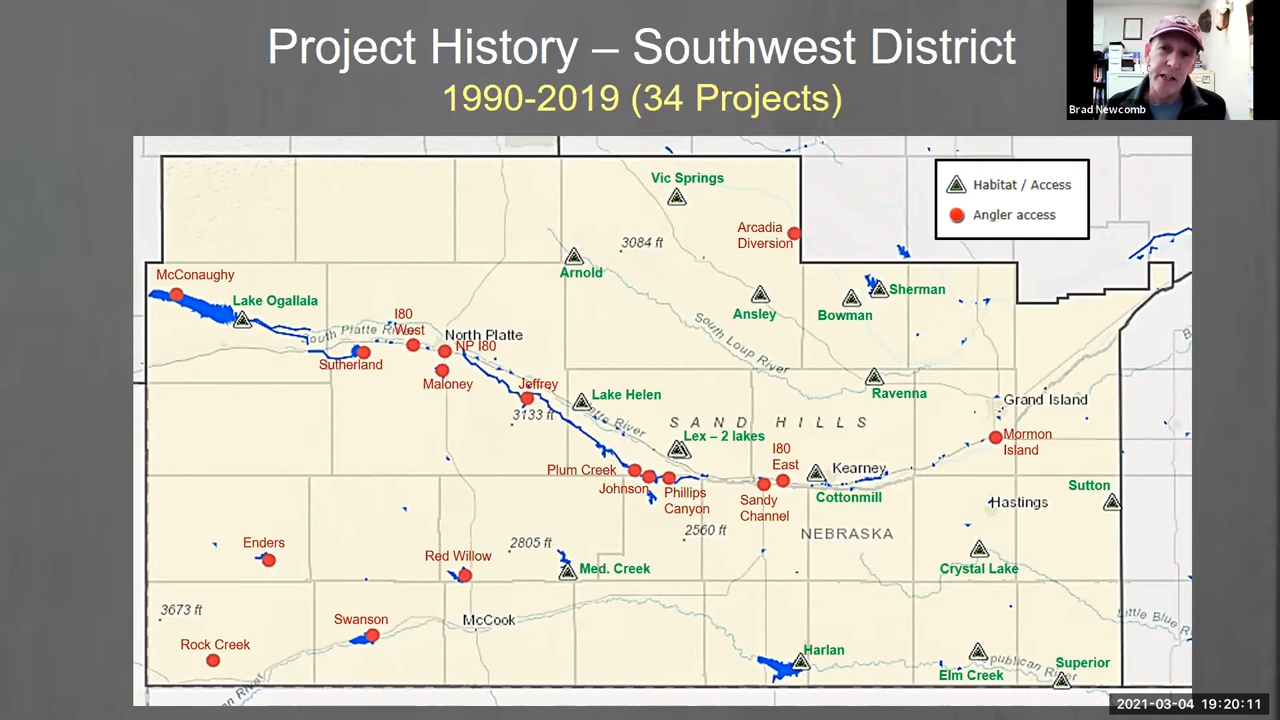 Project History – Southwest District
1990-2019 (34 Projects)
Brad Newcomb
Habitat / Access
Angler access
Vic Springs
Arcadia
Diversion
3084 ft
Arnold
McConaughy
Lake Ogallala
Sherman
Ansley
Bowman
I80
West
North Platte
NP I80
Sutherland
Maloney
South Loup River
Jeffrey
3133 ft
Lake Helen
Ravenna
Grand Island
SAND HILLS
Lex – 2 lakes
Mormon
Island
I80
East
Plum Creek
Johnson
Phillips
Canyon
Sandy
Channel
Kearney
Cottonmill
Sutton
Hastings
2560 ft
NEBRASKA
Enders
Red Willow
2805 ft
Med. Creek
Crystal Lake
3673 ft
Swanson
McCook
Little Blue R
Rock Creek
Harlan
Elm Creek
Superior
2021-03-04 19:20:11